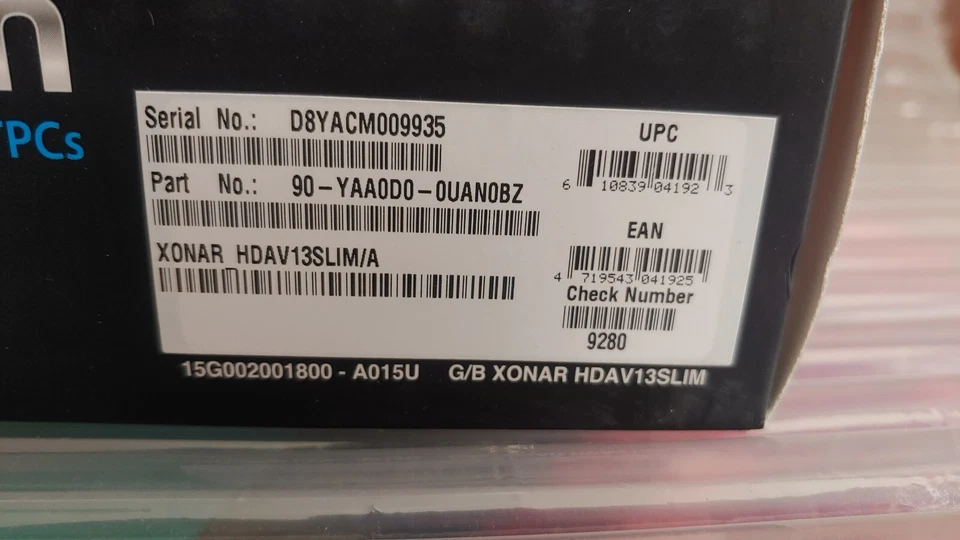 n
TPCs
Serial No.: D8YACM009935
Part No.: 90-YAA0D0-0UAN0BZ
XONAR HDAV13SLIM/A
UPC
6 10839 04192 3
EAN
4 719543 041925
Check Number
9280
15G002001800 - A015U G/B XONAR HDAV13SLIM